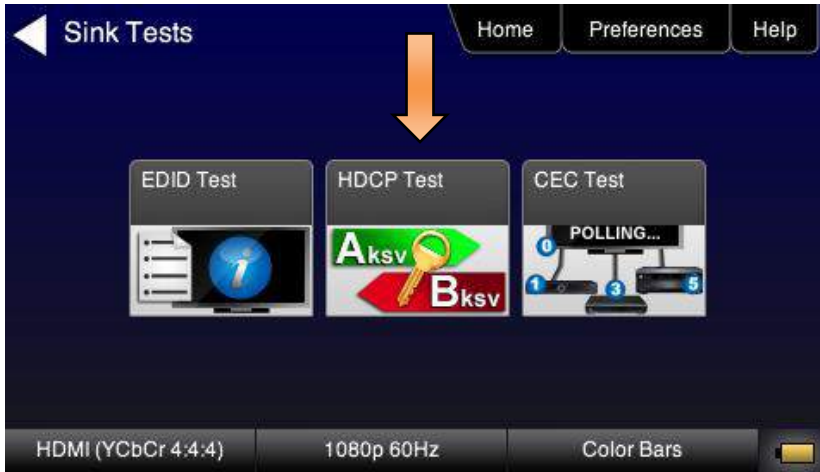 Sink Tests
Home
Preferences
Help
EDID Test
HDCP Test
CEC Test
i
Aksv
Bksv
POLLING...
0
1
3
5
HDMI (YCbCr 4:4:4)
1080p 60Hz
Color Bars